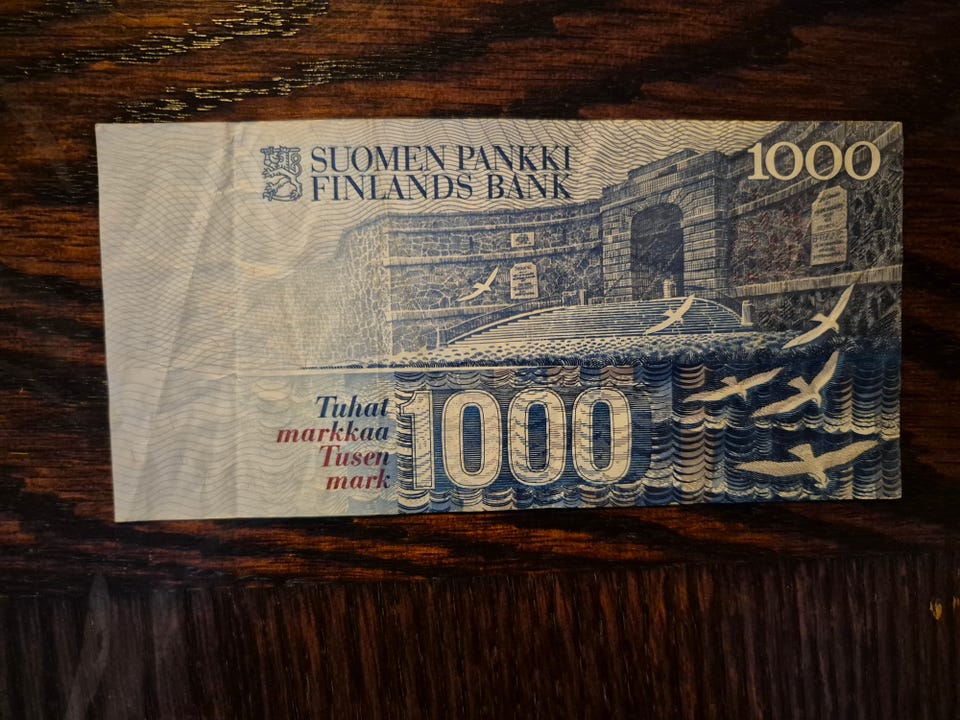 SUOMEN PANKKI
FINLANDS BANK
1000
Tuhat
markkaa
Tusen
mark
1000